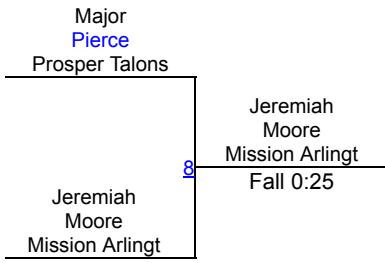 Major
Pierce
Prosper Talons
Jeremiah
Moore
Mission Arlingt
8
Fall 0:25
Jeremiah
Moore
Mission Arlingt